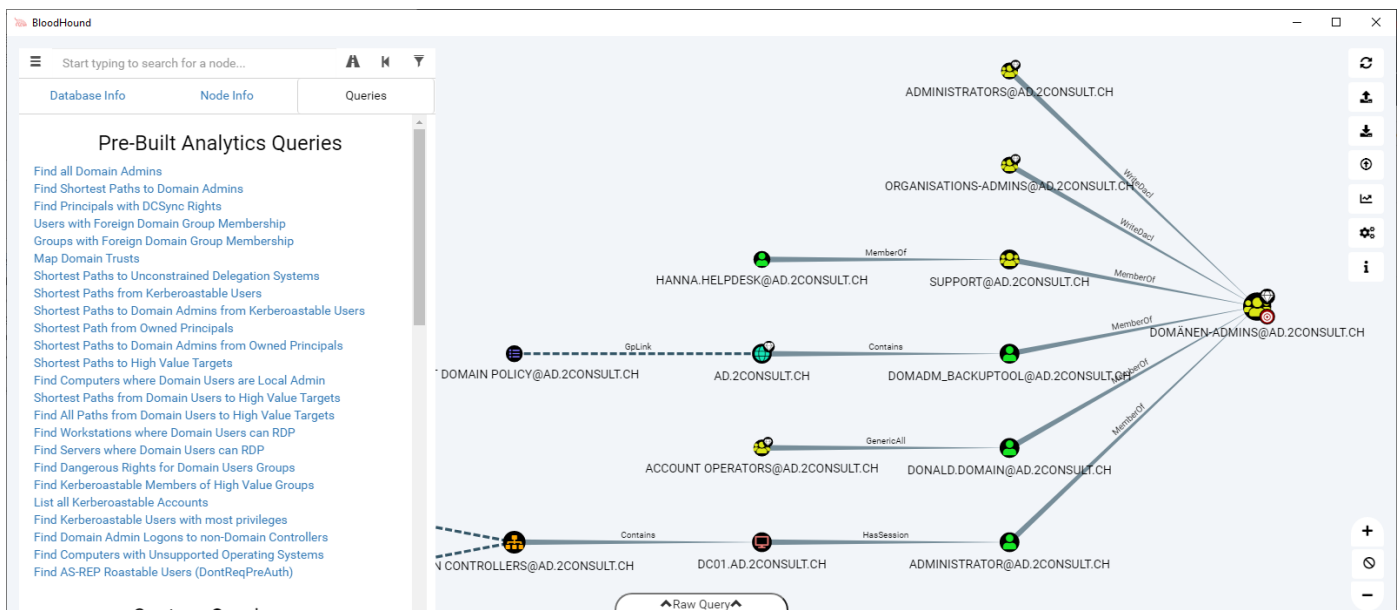 BloodHound
Start typing to search for a node...
Database Info
Node Info
Queries
Pre-Built Analytics Queries
Find all Domain Admins
Find Shortest Paths to Domain Admins
Find Principals with DCSync Rights
Users with Foreign Domain Group Membership
Groups with Foreign Domain Group Membership
Map Domain Trusts
Shortest Paths to Unconstrained Delegation Systems
Shortest Paths from Kerberoastable Users
Shortest Paths to Domain Admins from Kerberoastable Users
Shortest Path from Owned Principals
Shortest Paths to Domain Admins from Owned Principals
Shortest Paths to High Value Targets
Find Computers where Domain Users are Local Admin
Shortest Paths from Domain Users to High Value Targets
Find All Paths from Domain Users to High Value Targets
Find Workstations where Domain Users can RDP
Find Servers where Domain Users can RDP
Find Dangerous Rights for Domain Users Groups
Find Kerberoastable Members of High Value Groups
List all Kerberoastable Accounts
Find Kerberoastable Users with most privileges
Find Domain Admin Logons to non-Domain Controllers
Find Computers with Unsupported Operating Systems
Find AS-REP Roastable Users (DontReqPreAuth)
ADMINISTRATORS@AD.2CONSULT.CH
WriteDacl
ORGANISATIONS-ADMINS@AD.2CONSULT.CH
WriteDacl
MemberOf
HANNA.HELPDESK@AD.2CONSULT.CH
SUPPORT@AD.2CONSULT.CH
MemberOf
DOMÄNEN-ADMINS@AD.2CONSULT.CH
MemberOf
GpLink
Contains
T DOMAIN POLICY@AD.2CONSULT.CH
AD.2CONSULT.CH
DOMADM_BACKUPTOOL@AD.2CONSULT.CH
MemberOf
MemberOf
GenericAll
ACCOUNT OPERATORS@AD.2CONSULT.CH
DONALD.DOMAIN@AD.2CONSULT.CH
Contains
HasSession
N CONTROLLERS@AD.2CONSULT.CH
DC01.AD.2CONSULT.CH
ADMINISTRATOR@AD.2CONSULT.CH
Raw Query